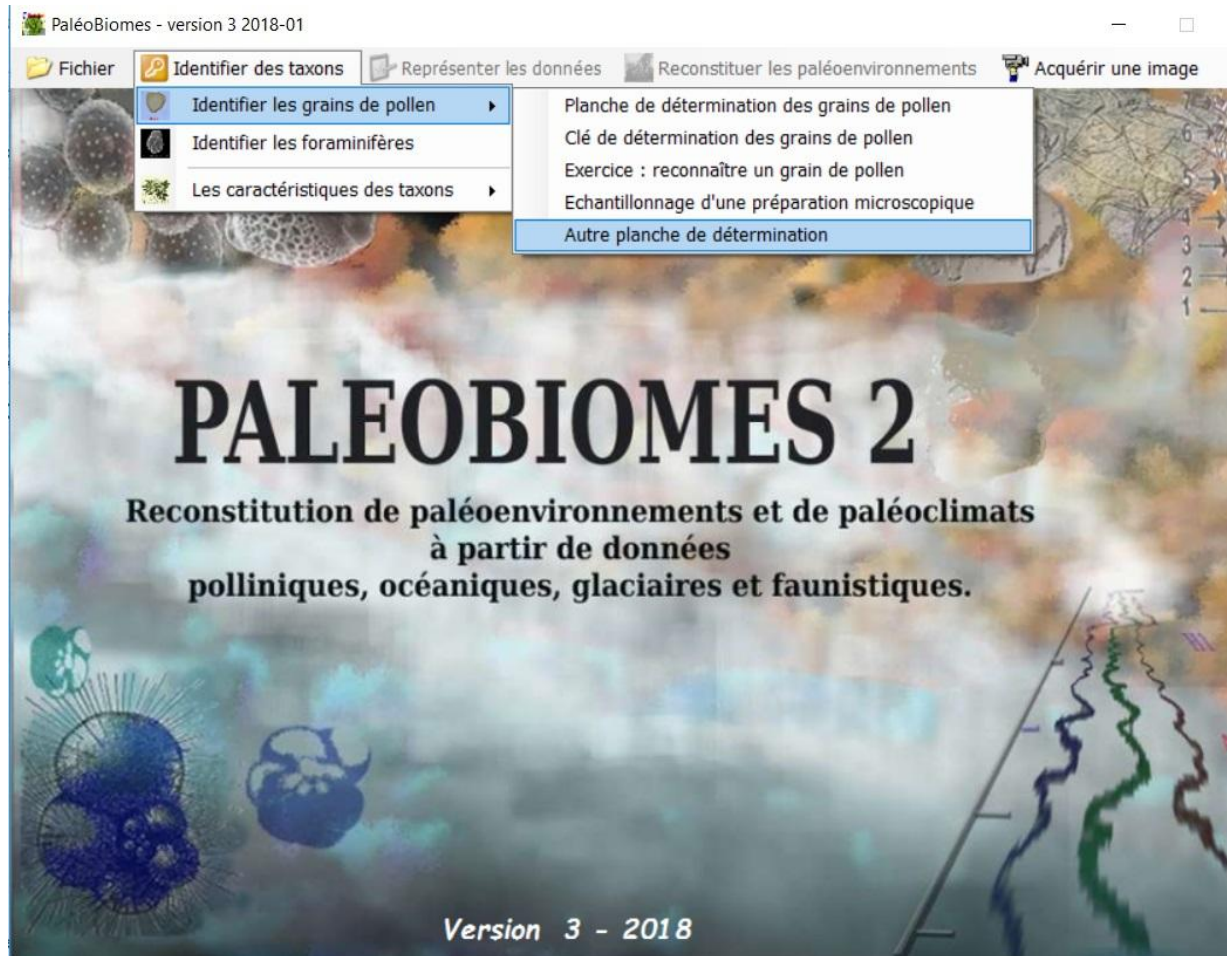 PaléoBiomes - version 3 2018-01
Fichier Identifier des taxons Représenter les données Reconstituer les paléoenvironnements Acquérir une image
Identifier les grains de pollen
Identifier les foraminifères
Les caractéristiques des taxons
Planche de détermination des grains de pollen
Clé de détermination des grains de pollen
Exercice : reconnaître un grain de pollen
Echantillonnage d'une préparation microscopique
Autre planche de détermination
3
2
1
PALEOBIOMES 2
Reconstitution de paléoenvironnements et de paléoclimats
à partir de données
polliniques, océaniques, glaciaires et faunistiques.
Version 3 - 2018